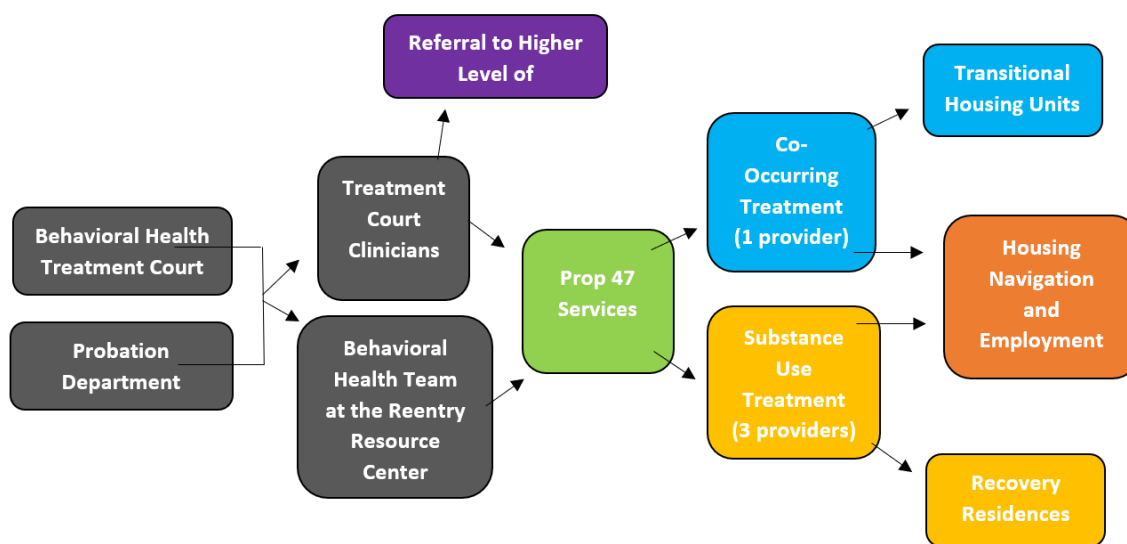 Referral to Higher
Level of
Transitional
Housing Units
Co-
Occurring
Treatment
(1 provider)
Treatment
Court
Clinicians
Behavioral Health
Treatment Court
Housing
Navigation
and
Employment
Prop 47
Services
Probation
Department
Behavioral
Health Team
at the Reentry
Resource
Center
Substance
Use
Treatment
(3 providers)
Recovery
Residences